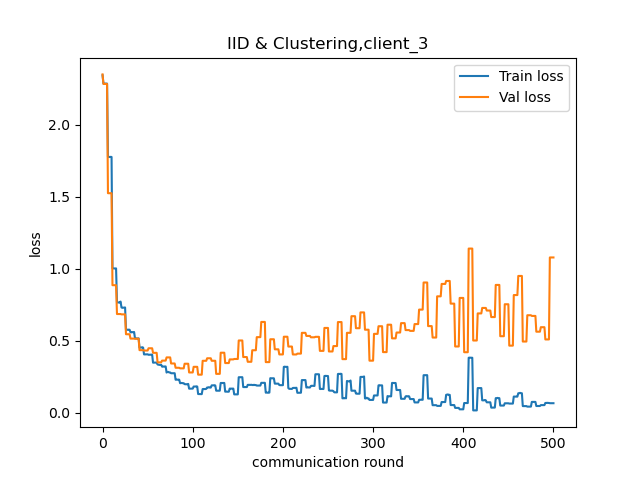 IID & Clustering,client_3
Train loss
Val loss
2.0
1.5
1.0
0.5
0.0
loss
0
100
200
300
400
500
communication round